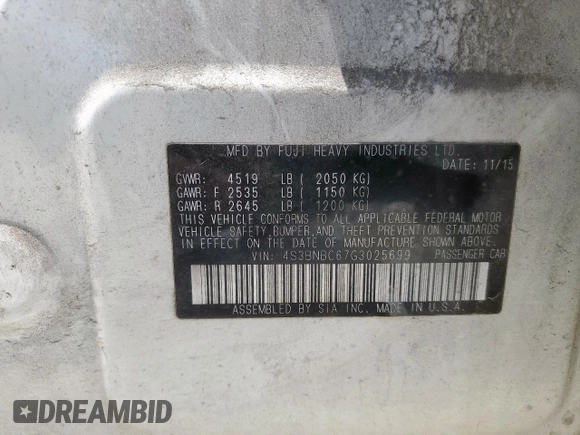 MFD BY FUJI HEAVY INDUSTRIES LTD.
DATE: 11/15
GVWR: 4519 LB ( 2050 KG)
GAWR: F 2535 LB ( 1150 KG)
GAWR: R 2645 LB ( 1200 KG)
THIS VEHICLE CONFORMS TO ALL APPLICABLE FEDERAL MOTOR
VEHICLE SAFETY,BUMPER,AND THEFT PREVENTION STANDARDS
IN EFFECT ON THE DATE OF MANUFACTURE SHOWN ABOVE.
VIN: 4S3BNBC67G3025699 PASSENGER CAR
ASSEMBLED BY SIA INC. MADE IN U.S.A.
DREAMBID